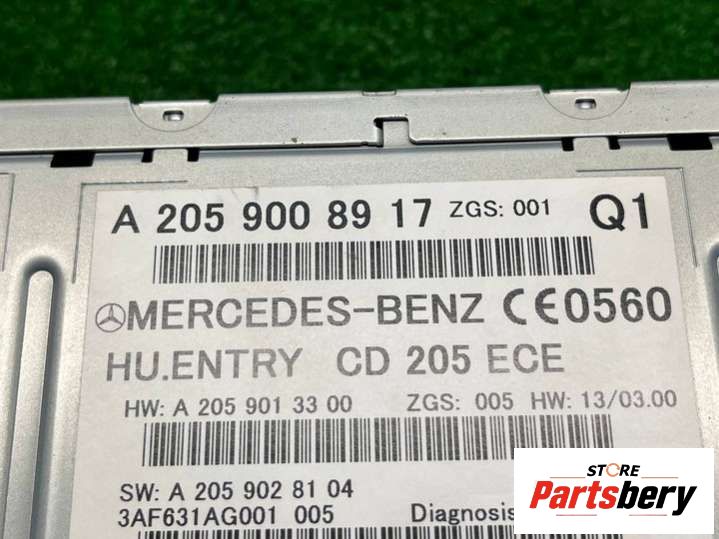 A 205 900 89 17 ZGS: 001 Q1
MERCEDES-BENZ CE0560
HU.ENTRY CD 205 ECE
HW: A 205 901 33 00 ZGS: 005 HW: 13/03.00
SW: A 205 902 81 04
3AF631AG001 005 Diagnosis
STORE
Partsbery